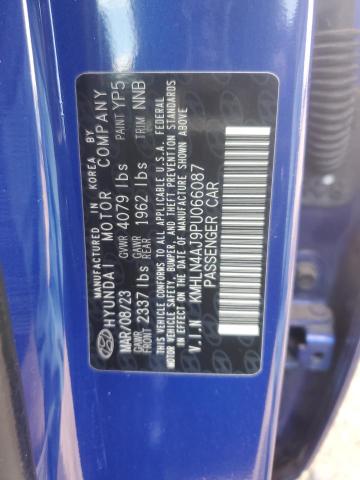 MANUFACTURED IN KOREA BY
HYUNDAI MOTOR COMPANY
MAR/08/23 GVWR 4079 lbs PAINT YP5
GAWR FRONT 2337 lbs GAWR REAR 1962 lbs TRIM NNB
THIS VEHICLE CONFORMS TO ALL APPLICABLE U.S.A. FEDERAL
MOTOR VEHICLE SAFETY, BUMPER, AND THEFT PREVENTION STANDARDS
IN EFFECT ON THE DATE OF MANUFACTURE SHOWN ABOVE.
V.I.N KMHLN4AJ0PU066087
PASSENGER CAR